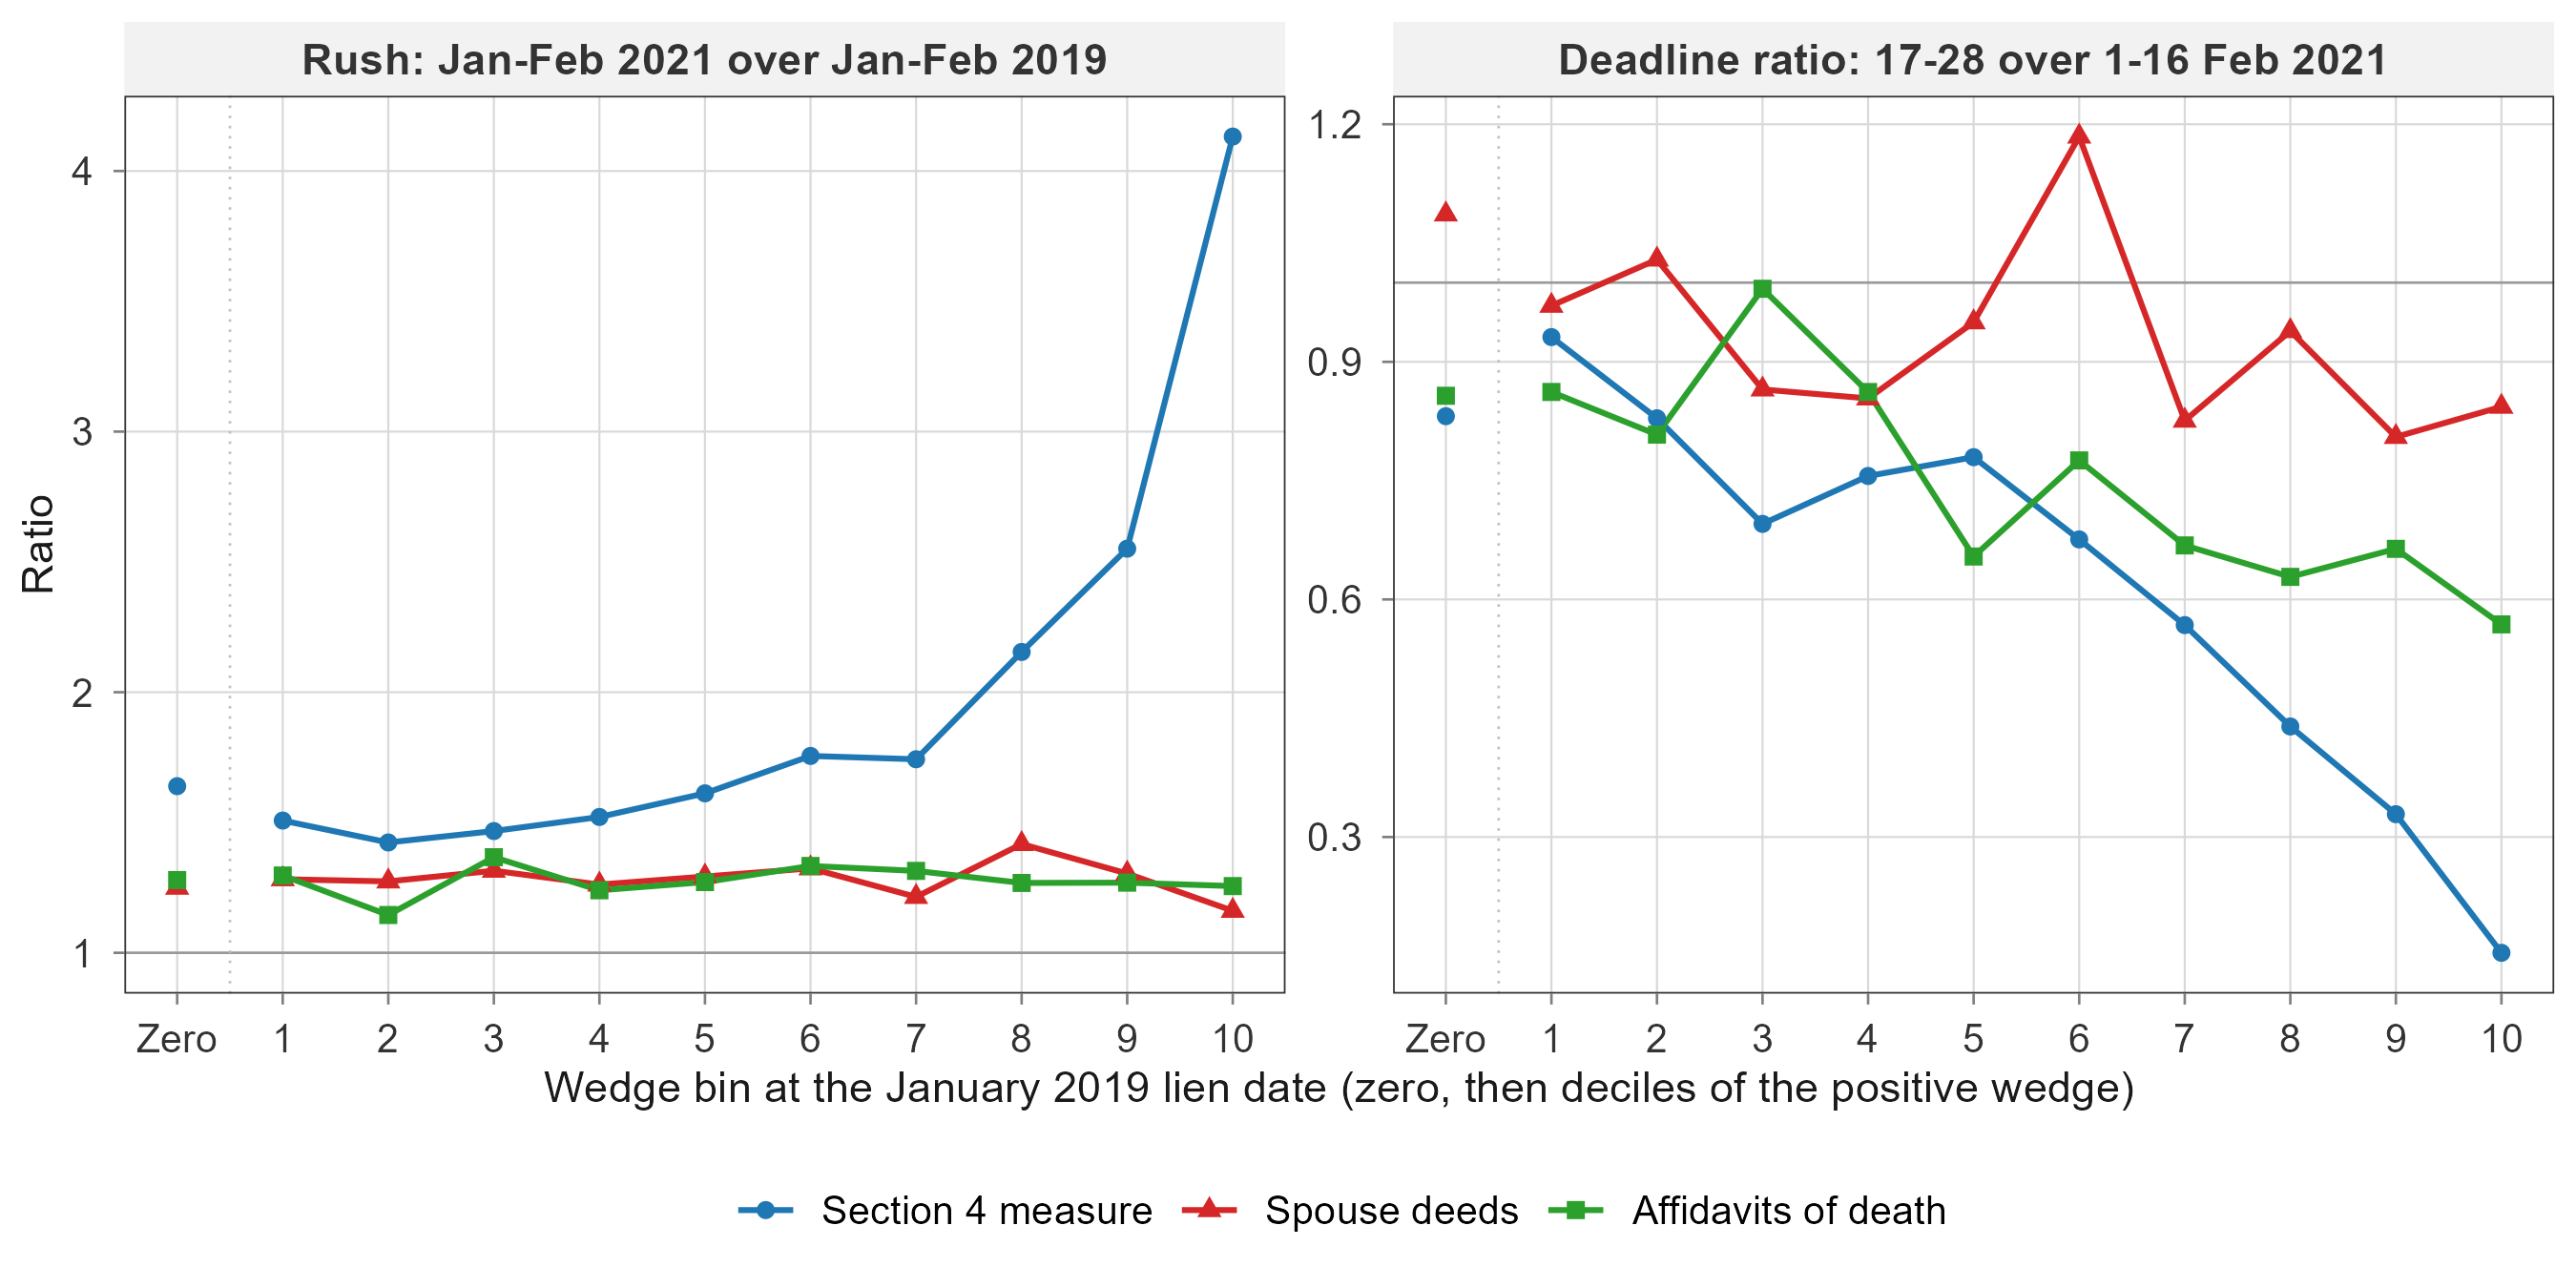 Rush: Jan-Feb 2021 over Jan-Feb 2019
Deadline ratio: 17-28 over 1-16 Feb 2021
Ratio
4
3
2
1
1.2
0.9
0.6
0.3
Zero 1 2 3 4 5 6 7 8 9 10
Zero 1 2 3 4 5 6 7 8 9 10
Wedge bin at the January 2019 lien date (zero, then deciles of the positive wedge)
Section 4 measure Spouse deeds Affidavits of death